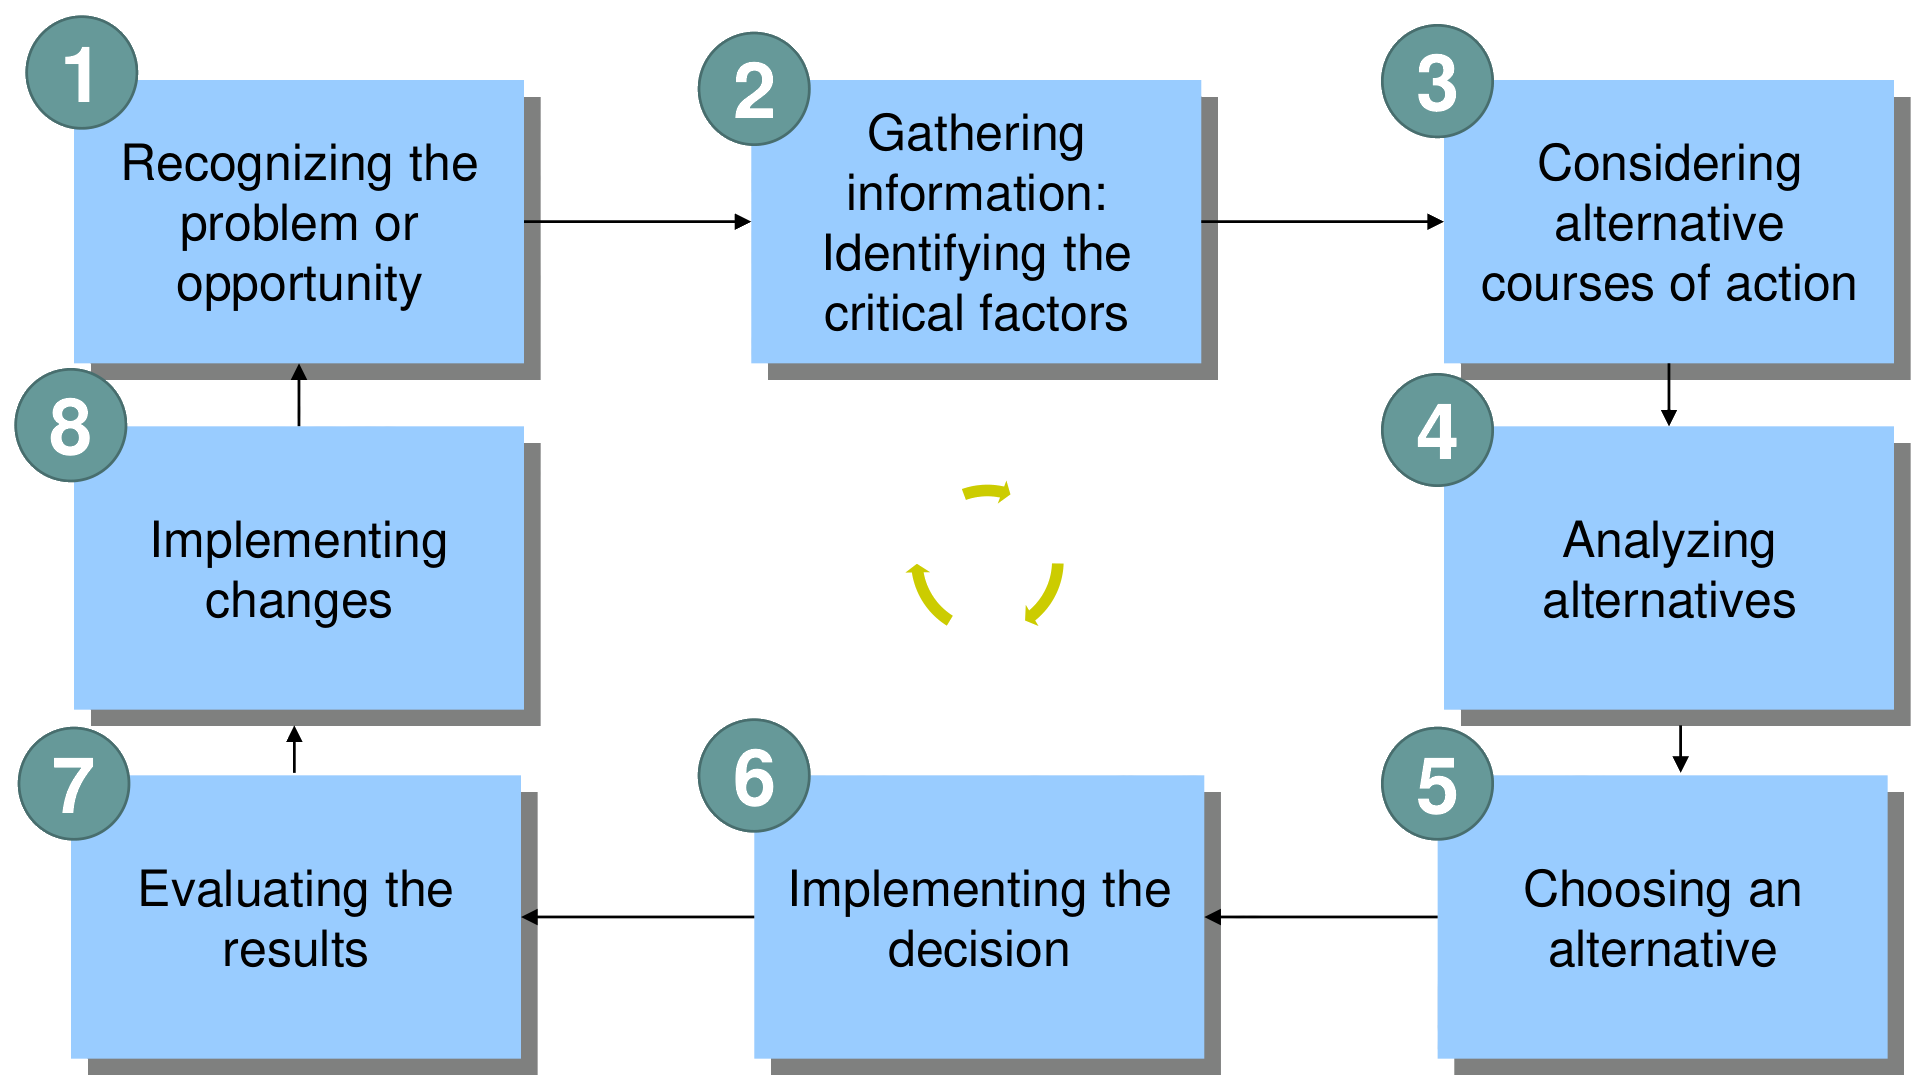 1
Recognizing the
problem or
opportunity
2
Gathering
information:
Identifying the
critical factors
3
Considering
alternative
courses of action
4
Analyzing
alternatives
5
Choosing an
alternative
6
Implementing the
decision
7
Evaluating the
results
8
Implementing
changes